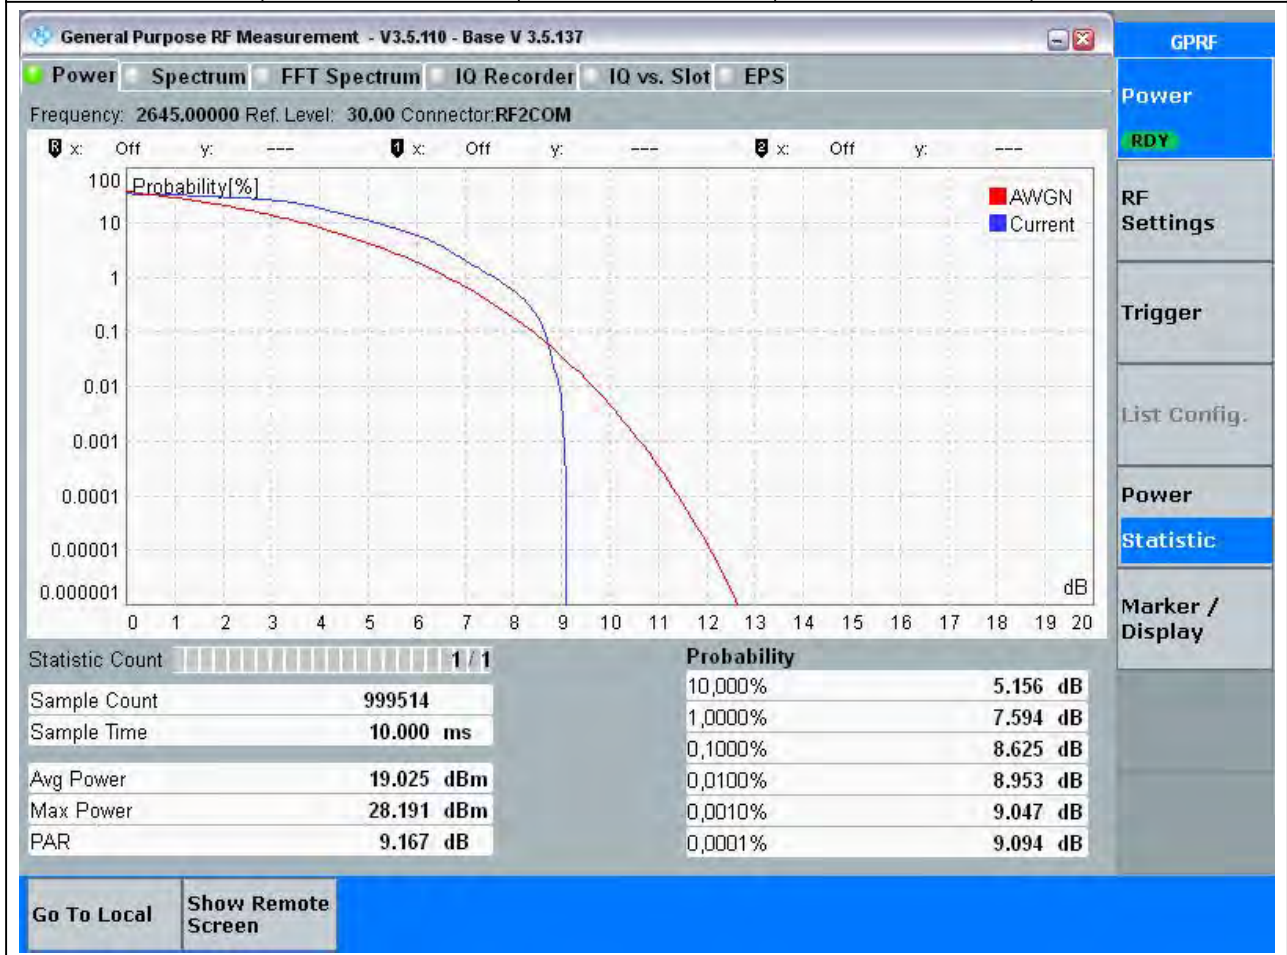 General Purpose RF Measurement - V3.5.110 - Base V 3.5.137
GPRF
Power Spectrum FFT Spectrum IQ Recorder IQ vs. Slot EPS
Frequency: 2645.00000 Ref. Level: 30.00 Connector:RF2COM
R x: Off y: --- 1 x: Off y: --- 2 x: Off y: ---
Probability[%]
AWGN
Current
100
10
1
0.1
0.01
0.001
0.0001
0.00001
0.000001
dB
0 1 2 3 4 5 6 7 8 9 10 11 12 13 14 15 16 17 18 19 20
Statistic Count 1 / 1
Sample Count 999514
Sample Time 10.000 ms
Avg Power 19.025 dBm
Max Power 28.191 dBm
PAR 9.167 dB
Probability
10,000% 5.156 dB
1,0000% 7.594 dB
0,1000% 8.625 dB
0,0100% 8.953 dB
0,0010% 9.047 dB
0,0001% 9.094 dB
Power
RDY
RF
Settings
Trigger
List Config.
Power
Statistic
Marker /
Display
Go To Local
Show Remote
Screen